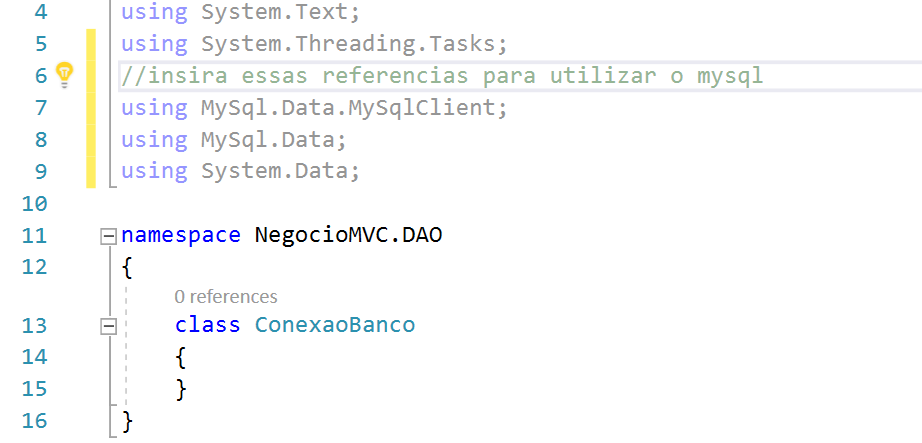 4 using System.Text;
5 using System.Threading.Tasks;
6 //insira essas referencias para utilizar o mysql
7 using MySql.Data.MySqlClient;
8 using MySql.Data;
9 using System.Data;
10
11 namespace NegocioMVC.DAO
12 {
0 references
13 class ConexaoBanco
14 {
15 }
16 }